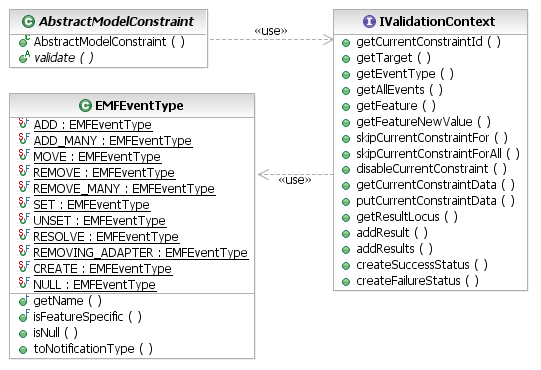 AbstractModelConstraint
AbstractModelConstraint ( )
validate ( )
«use»
IValidationContext
getCurrentConstraintId ( )
getTarget ( )
getEventType ( )
getAllEvents ( )
getFeature ( )
getFeatureNewValue ( )
skipCurrentConstraintFor ( )
skipCurrentConstraintForAll ( )
disableCurrentConstraint ( )
getCurrentConstraintData ( )
putCurrentConstraintData ( )
getResultLocus ( )
addResult ( )
addResults ( )
createSuccessStatus ( )
createFailureStatus ( )
«use»
EMFEventType
ADD : EMFEventType
ADD_MANY : EMFEventType
MOVE : EMFEventType
REMOVE : EMFEventType
REMOVE_MANY : EMFEventType
SET : EMFEventType
UNSET : EMFEventType
RESOLVE : EMFEventType
REMOVING_ADAPTER : EMFEventType
CREATE : EMFEventType
NULL : EMFEventType
getName ( )
isFeatureSpecific ( )
isNull ( )
toNotificationType ( )